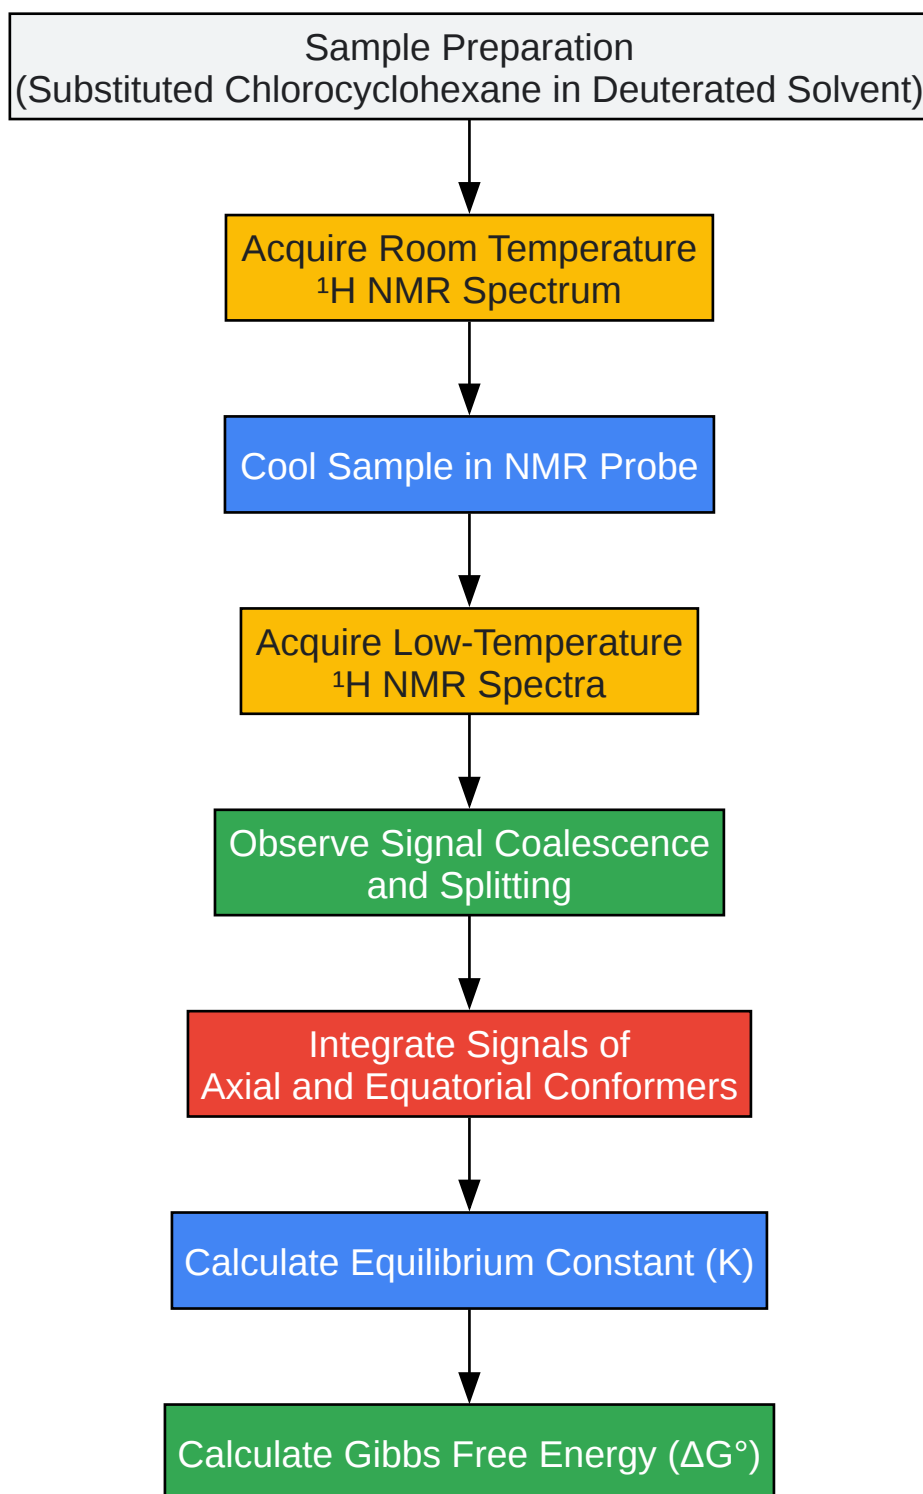 Sample Preparation
(Substituted Chlorocyclohexane in Deuterated Solvent)
Acquire Room Temperature
¹H NMR Spectrum
Cool Sample in NMR Probe
Acquire Low-Temperature
¹H NMR Spectra
Observe Signal Coalescence
and Splitting
Integrate Signals of
Axial and Equatorial Conformers
Calculate Equilibrium Constant (K)
Calculate Gibbs Free Energy (ΔG°)